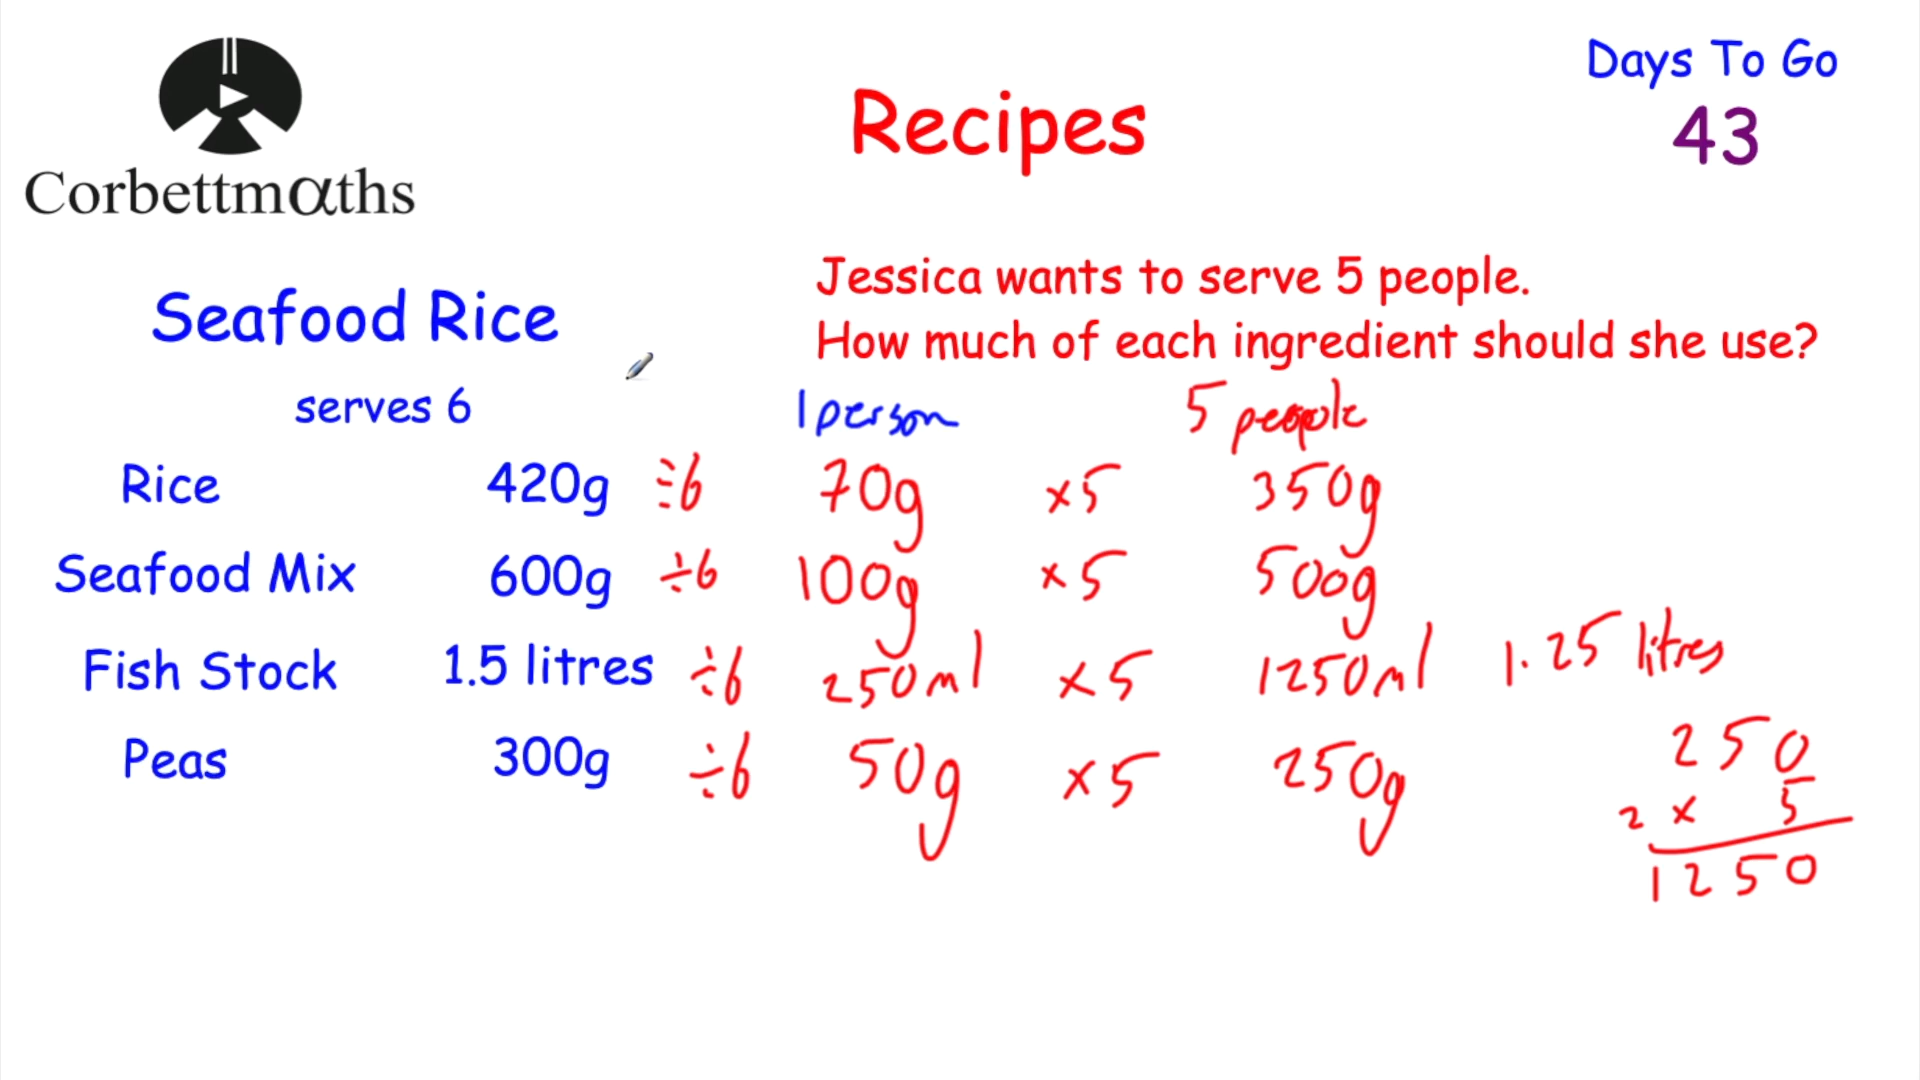 Days To Go
43
Recipes
Corbettmαths
Jessica wants to serve 5 people.
How much of each ingredient should she use?
Seafood Rice
serves 6 1 person 5 people
Rice 420g ÷6 70g ×5 350g
Seafood Mix 600g ÷6 100g ×5 500g
Fish Stock 1.5 litres ÷6 250ml ×5 1250ml 1.25 litres
Peas 300g ÷6 50g ×5 250g
250
2 × 5
1250